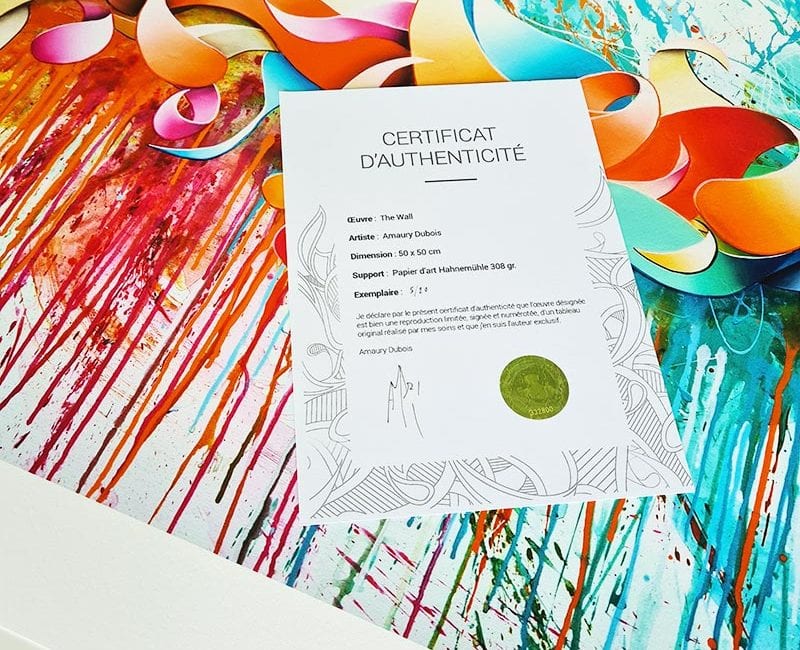 CERTIFICAT
D'AUTHENTICITÉ
Œuvre : The Wall
Artiste : Amaury Dubois
Dimension : 50 x 50 cm
Support : Papier d'art Hahnemühle 308 gr.
Exemplaire : 5/20
Je déclare par le présent certificat d'authenticité que l'œuvre désignée
est bien une reproduction limitée, signée et numérotée, d'un tableau
original réalisé par mes soins et que j'en suis l'auteur exclusif.
Amaury Dubois
032800